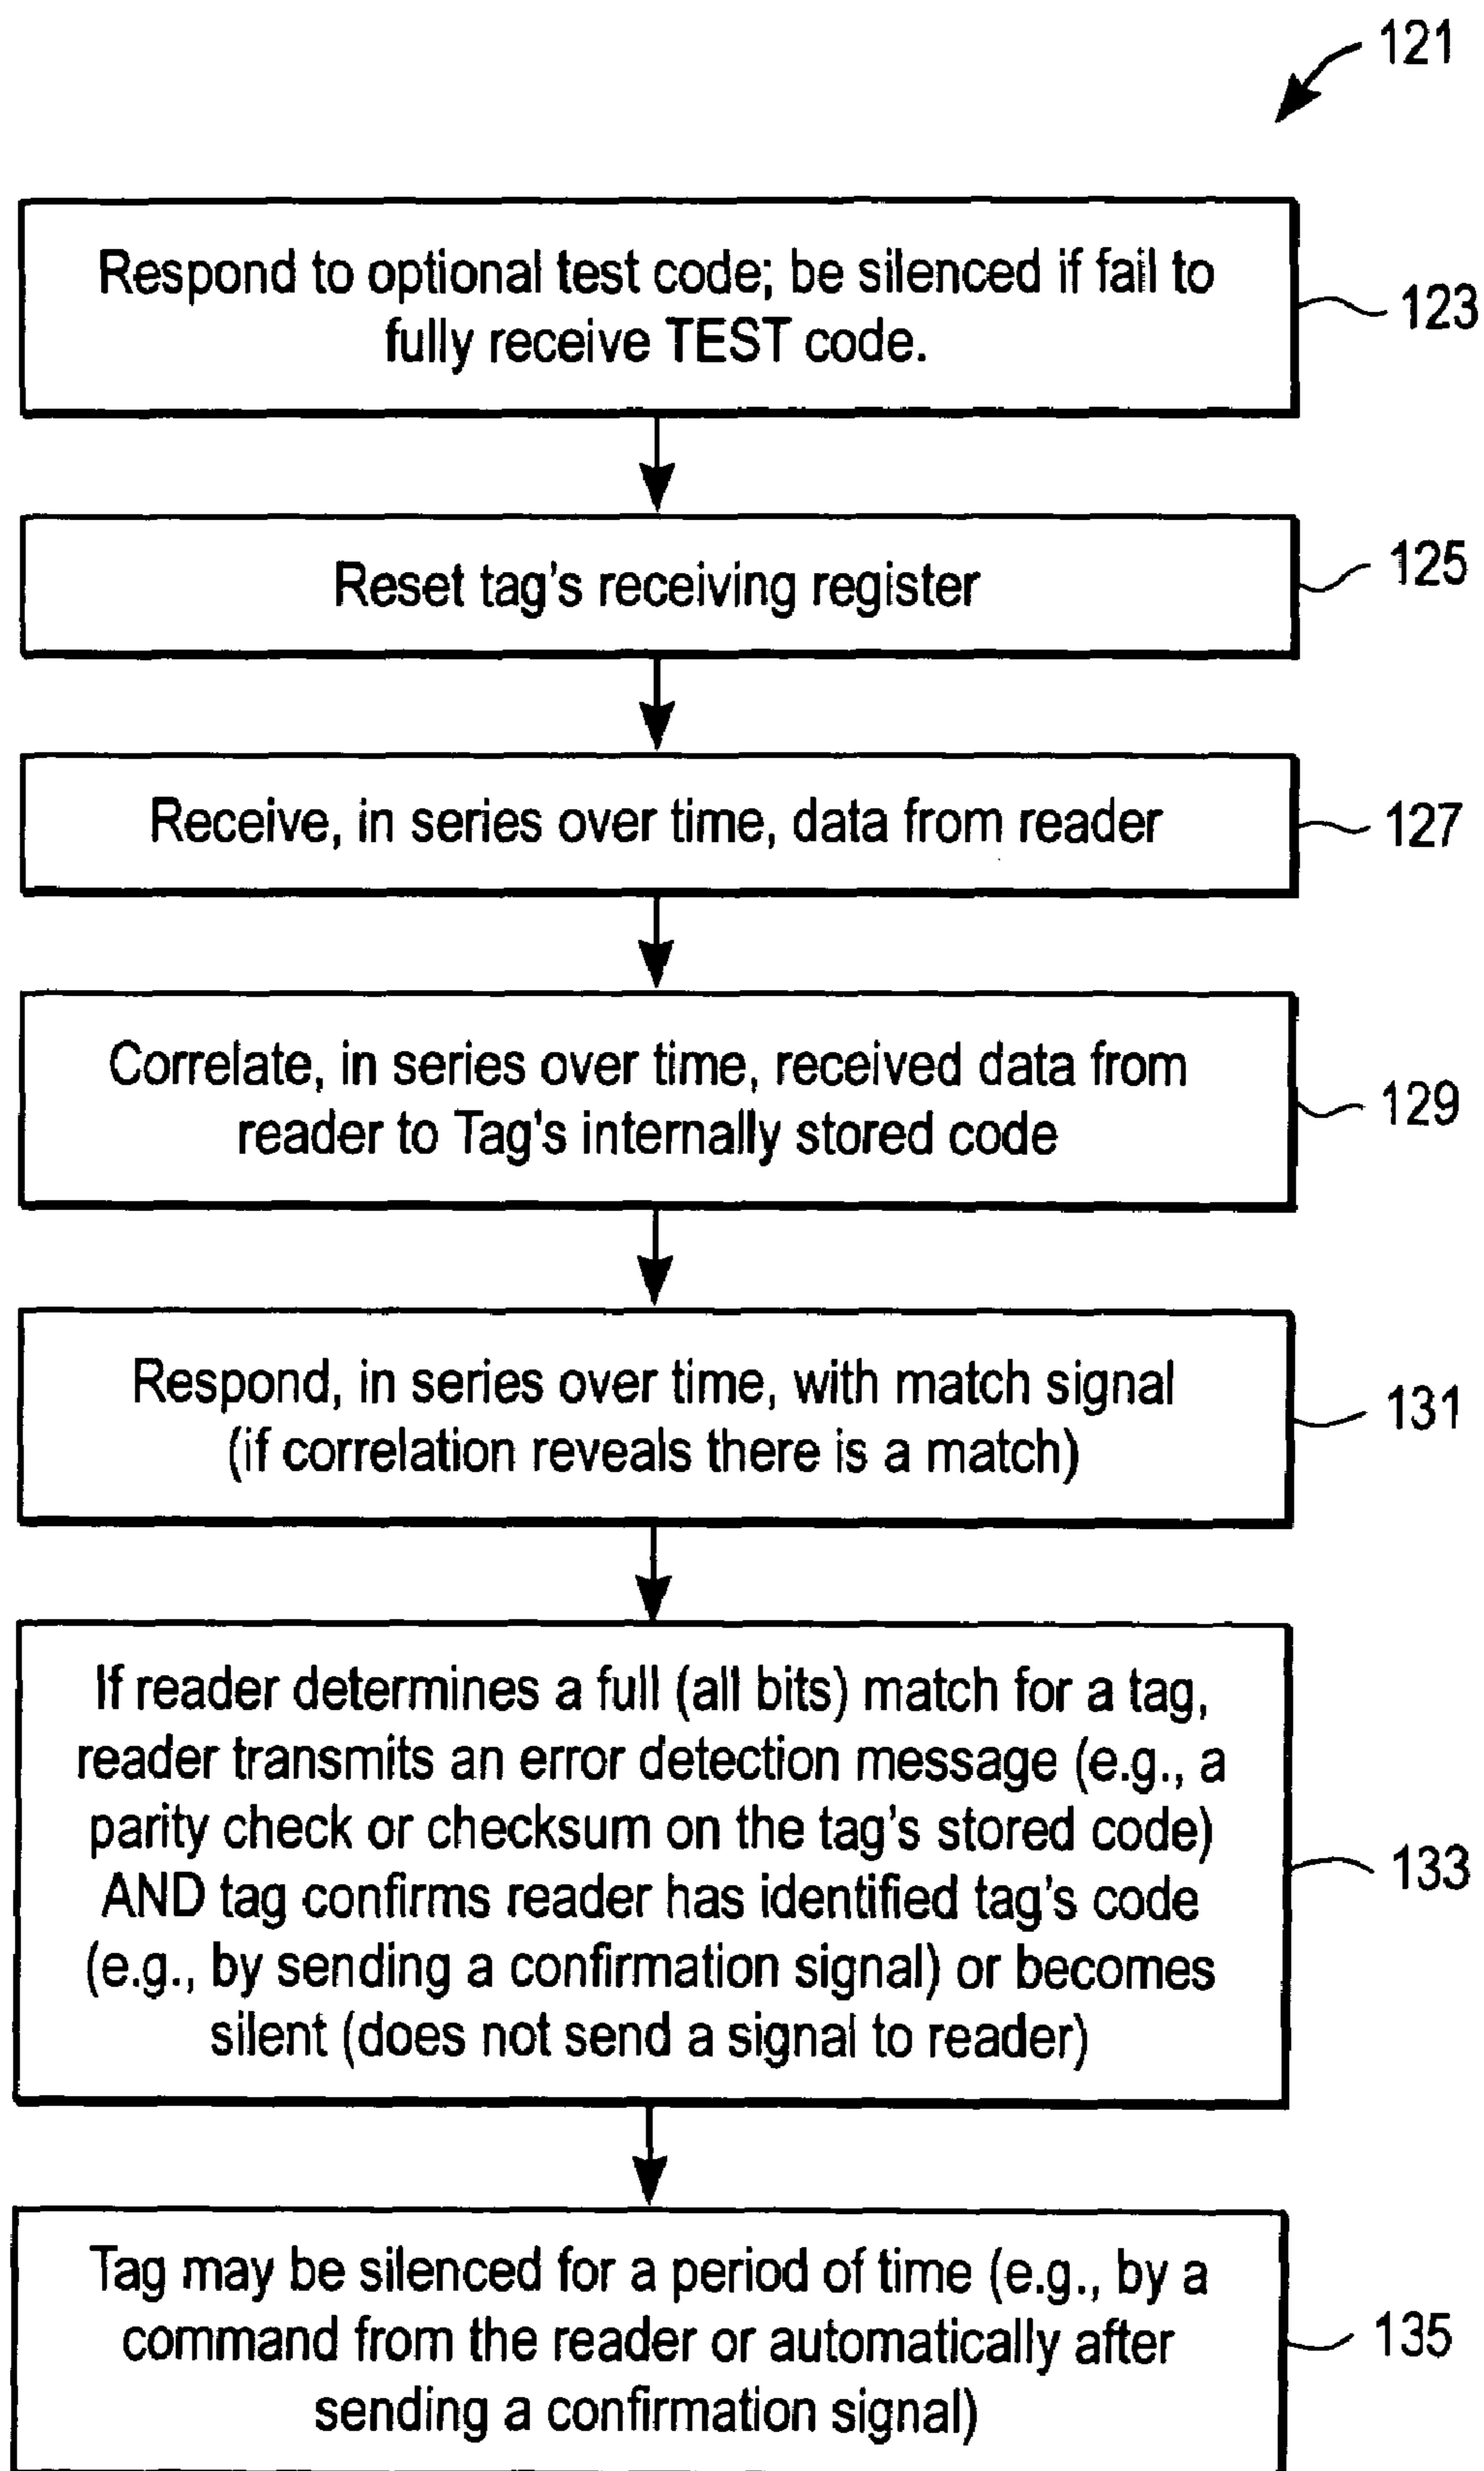 121
Respond to optional test code; be silenced if fail to
fully receive TEST code.
123
Reset tag's receiving register
125
Receive, in series over time, data from reader
127
Correlate, in series over time, received data from
reader to Tag's internally stored code
129
Respond, in series over time, with match signal
(if correlation reveals there is a match)
131
If reader determines a full (all bits) match for a tag,
reader transmits an error detection message (e.g., a
parity check or checksum on the tag's stored code)
AND tag confirms reader has identified tag's code
(e.g., by sending a confirmation signal) or becomes
silent (does not send a signal to reader)
133
Tag may be silenced for a period of time (e.g., by a
command from the reader or automatically after
sending a confirmation signal)
135